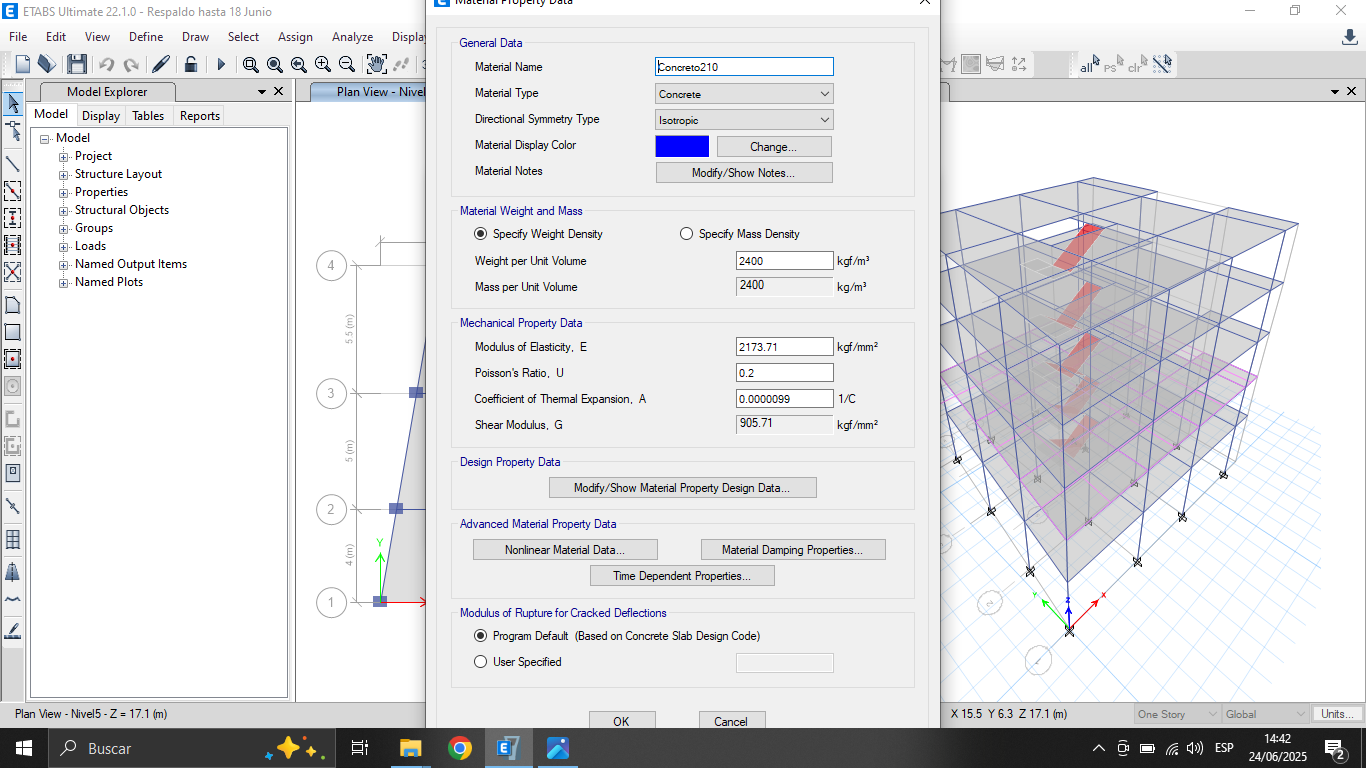 ETABS Ultimate 22.1.0 - Respaldo hasta 18 Junio
Material Property Data
File Edit View Define Draw Select Assign Analyze Display
all PS clr
Model Explorer
Plan View - Nivel
Model Display Tables Reports
Model
Project
Structure Layout
Properties
Structural Objects
Groups
Loads
Named Output Items
Named Plots
4
5.5 (m)
3
5 (m)
2
4 (m)
Y
1
General Data
Material Name Concreto210
Material Type Concrete
Directional Symmetry Type Isotropic
Material Display Color Change...
Material Notes Modify/Show Notes...
Material Weight and Mass
Specify Weight Density Specify Mass Density
Weight per Unit Volume 2400 kgf/m³
Mass per Unit Volume 2400 kg/m³
Mechanical Property Data
Modulus of Elasticity, E 2173.71 kgf/mm²
Poisson's Ratio, U 0.2
Coefficient of Thermal Expansion, A 0.0000099 1/C
Shear Modulus, G 905.71 kgf/mm²
Design Property Data
Modify/Show Material Property Design Data...
Advanced Material Property Data
Nonlinear Material Data... Material Damping Properties...
Time Dependent Properties...
Modulus of Rupture for Cracked Deflections
Program Default (Based on Concrete Slab Design Code)
User Specified
OK Cancel
Y Z X
Plan View - Nivel5 - Z = 17.1 (m)
X 15.5 Y 6.3 Z 17.1 (m)
One Story Global Units...
Buscar
ESP
14:42
24/06/2025
2